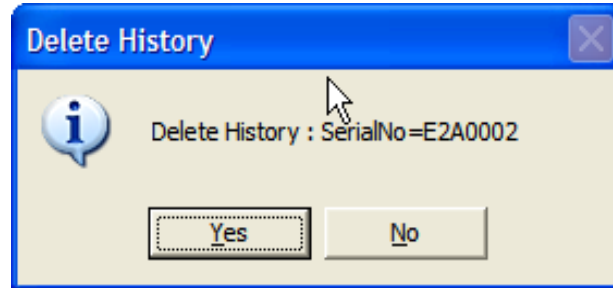 Delete History
Delete History : SerialNo=E2A0002
Yes
No